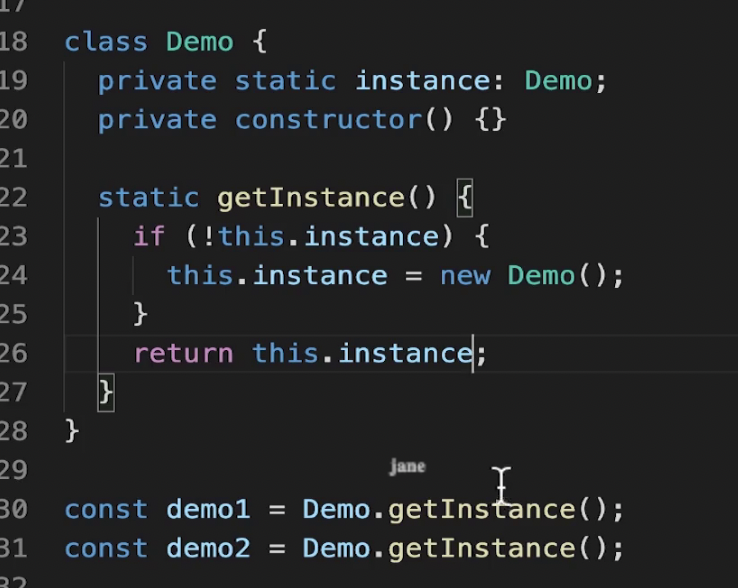 17
18 class Demo {
19 private static instance: Demo;
20 private constructor() {}
21
22 static getInstance() {
23 if (!this.instance) {
24 this.instance = new Demo();
25 }
26 return this.instance;
27 }
28 }
29
jane
30 const demo1 = Demo.getInstance();
31 const demo2 = Demo.getInstance();
32